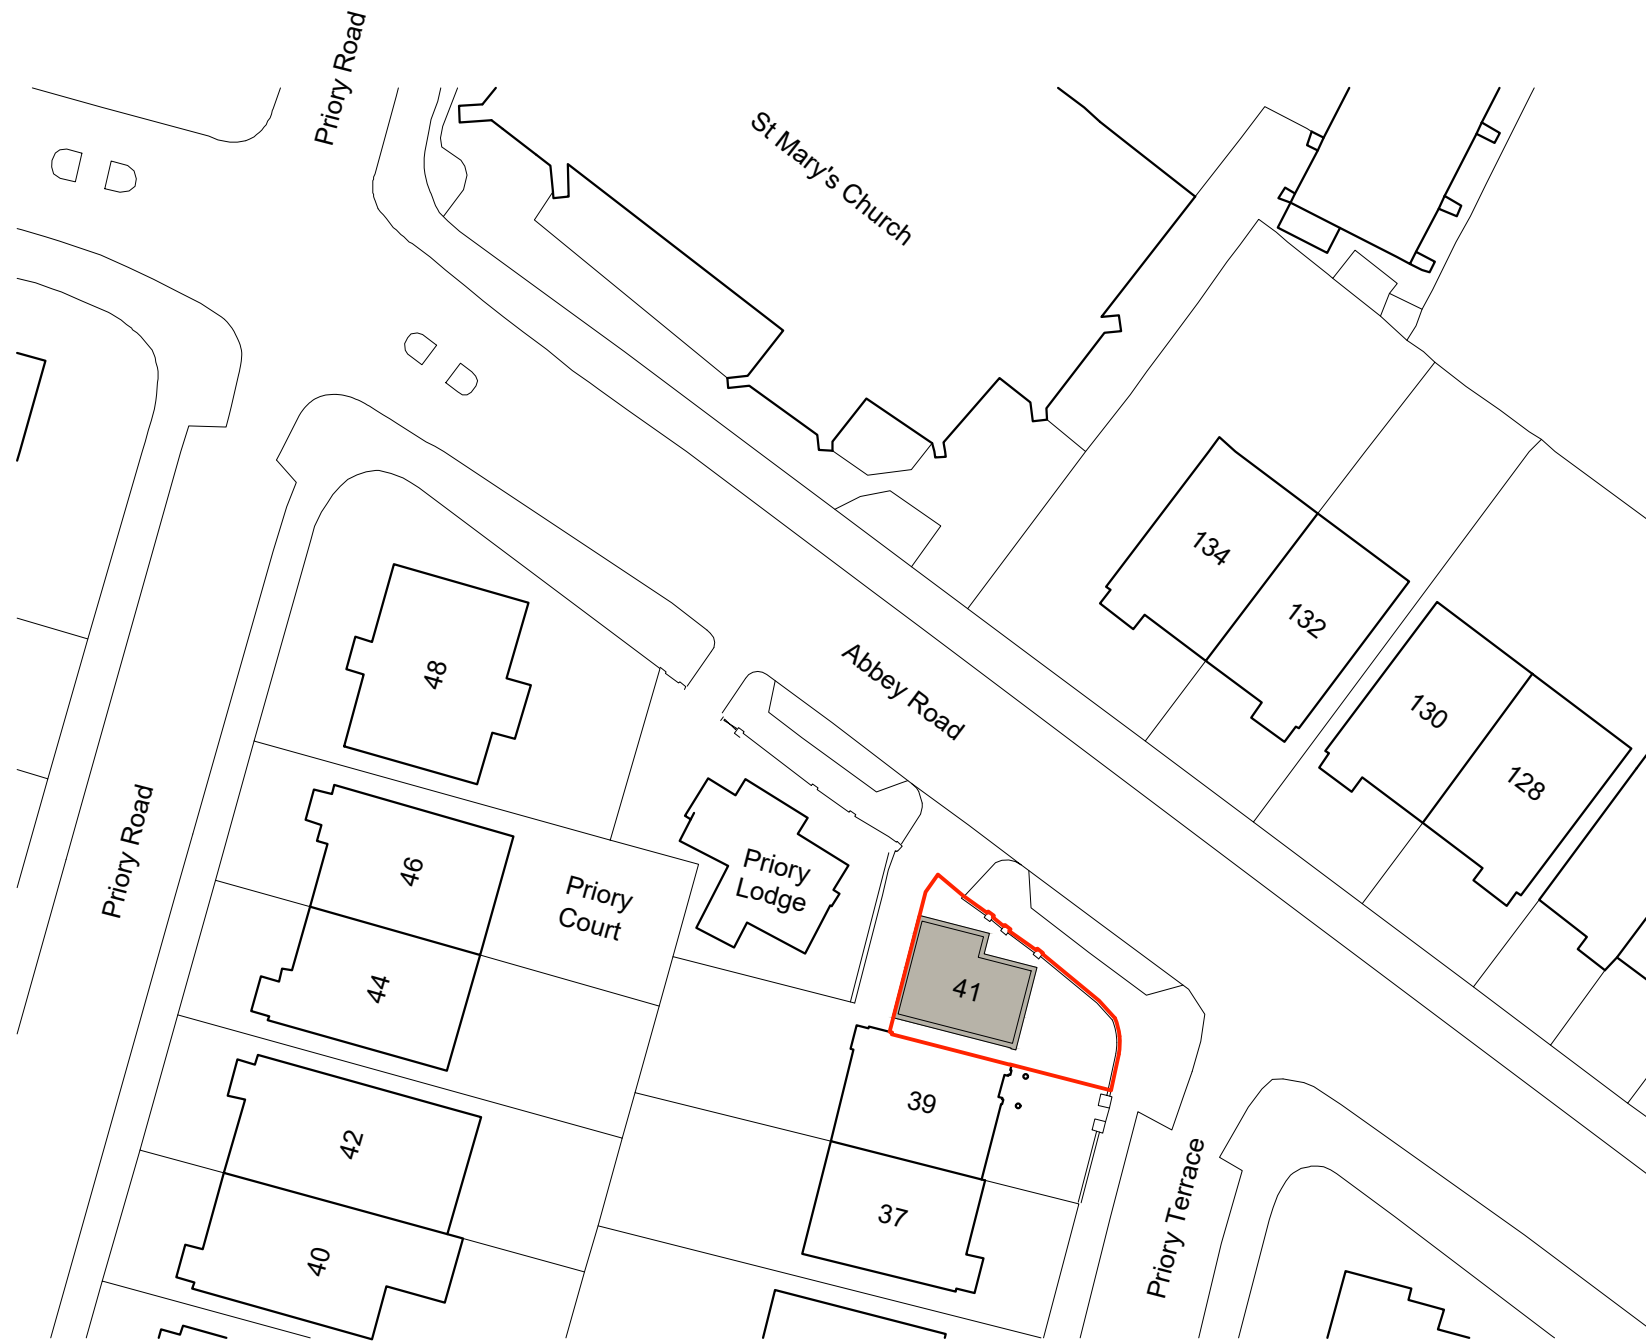 Priory Road
St Mary's Church
134
132
130
128
48
Abbey Road
Priory Road
46
Priory
Court
Priory
Lodge
44
41
39
42
37
40
Priory Terrace